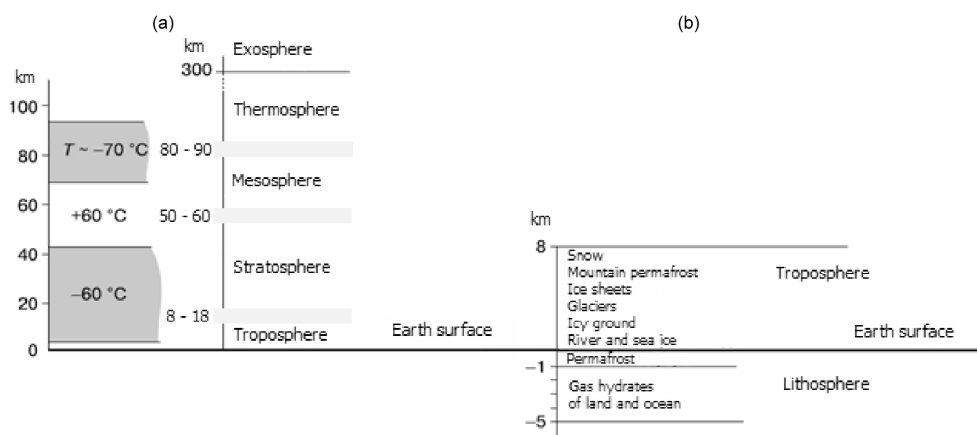 (a)
(b)
km
Exosphere
300
km
100
Thermosphere
T ~ –70 °C
80 - 90
80
Mesosphere
60
+60 °C
50 - 60
km
8
40
Snow
Stratosphere
Mountain permafrost
Troposphere
Ice sheets
–60 °C
Glaciers
20
8 - 18
Icy ground
Troposphere
Earth surface
River and sea ice
Earth surface
0
Permafrost
–1
Gas hydrates
Lithosphere
of land and ocean
–5